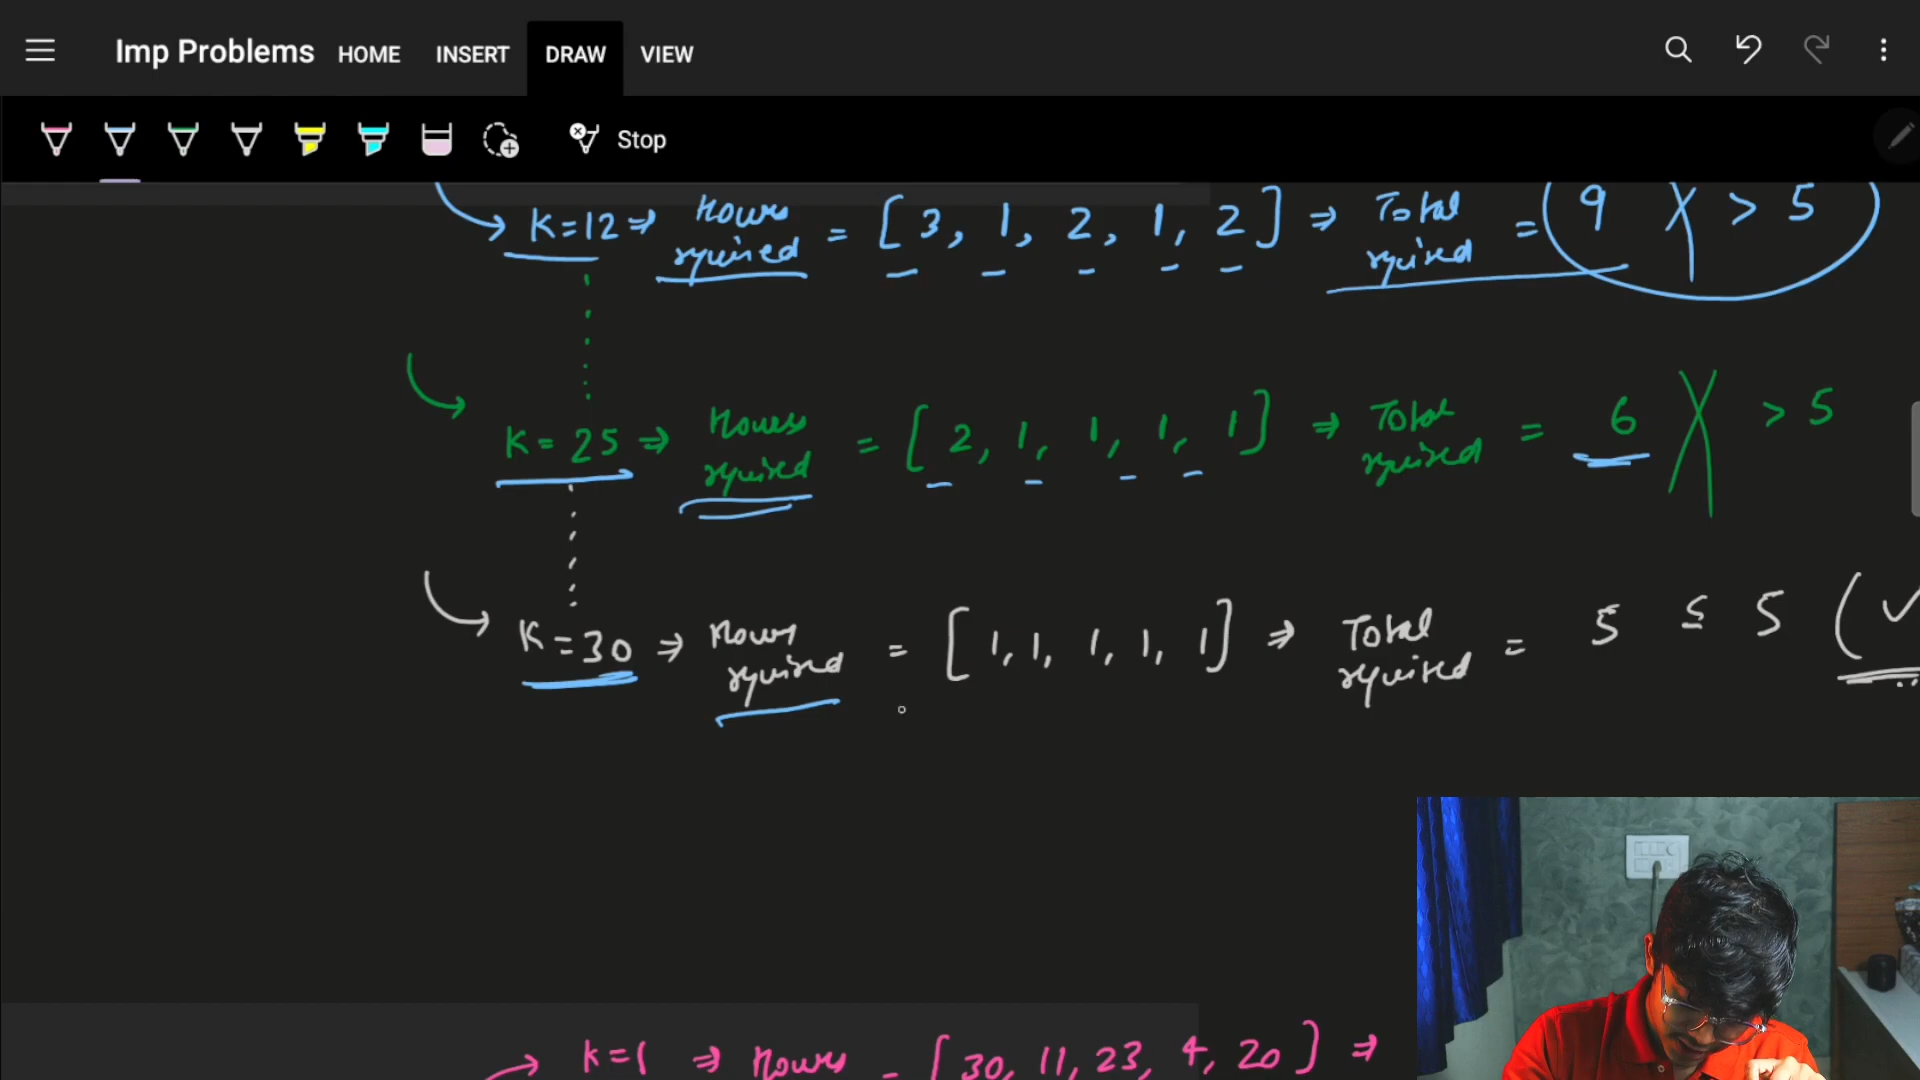 Imp Problems HOME INSERT DRAW VIEW
Stop
K=12 ⇒ Hours required = [3, 1, 2, 1, 2] ⇒ Total required = 9 X > 5
K = 25 ⇒ Hours required = [2, 1, 1, 1, 1] ⇒ Total required = 6 X > 5
K = 30 ⇒ Hours required = [1, 1, 1, 1, 1] ⇒ Total required = 5 ≤ 5 (✓
K=1 ⇒ Hours = [30, 11, 23, 4, 20] ⇒